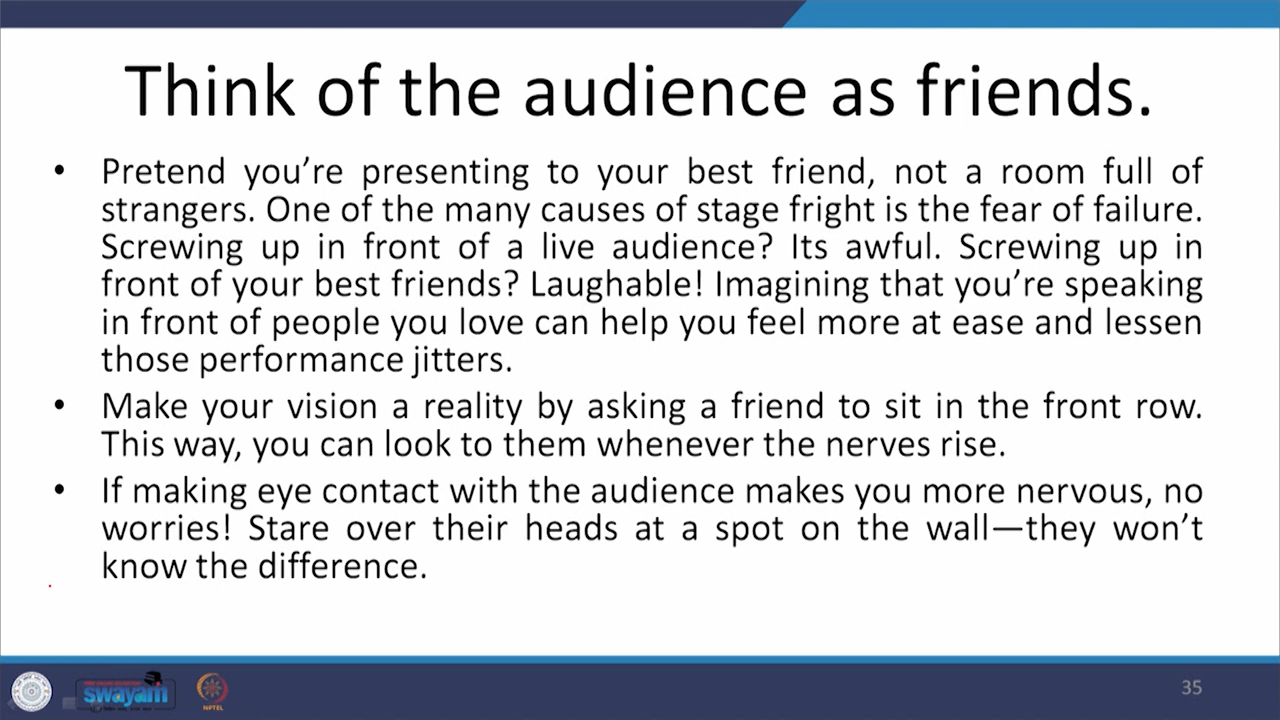 Think of the audience as friends.
• Pretend you’re presenting to your best friend, not a room full of
strangers. One of the many causes of stage fright is the fear of failure.
Screwing up in front of a live audience? Its awful. Screwing up in
front of your best friends? Laughable! Imagining that you’re speaking
in front of people you love can help you feel more at ease and lessen
those performance jitters.
• Make your vision a reality by asking a friend to sit in the front row.
This way, you can look to them whenever the nerves rise.
• If making eye contact with the audience makes you more nervous, no
worries! Stare over their heads at a spot on the wall—they won’t
know the difference.
swayam
NPTEL
35